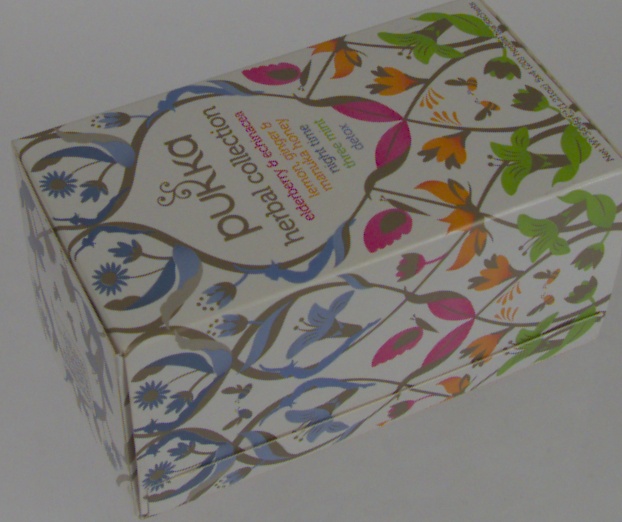 pukka
herbal collection
elderberry & echinacea
lemon, ginger &
manuka honey
night time
three mint
detox